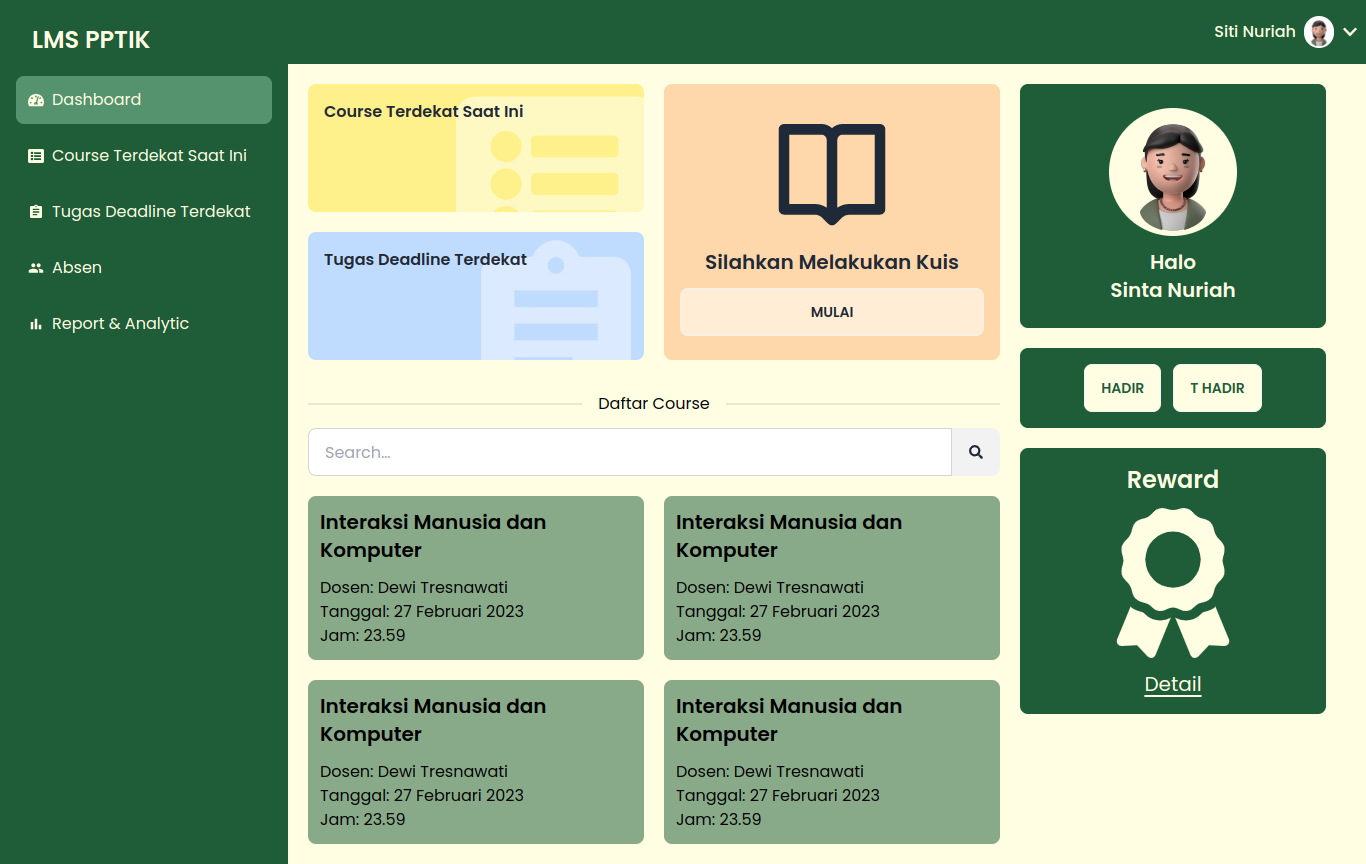 LMS PPTIK
Siti Nuriah
Dashboard
Course Terdekat Saat Ini
Tugas Deadline Terdekat
Absen
Report & Analytic
Course Terdekat Saat Ini
Tugas Deadline Terdekat
Silahkan Melakukan Kuis
MULAI
Daftar Course
Search...
Interaksi Manusia dan
Komputer
Dosen: Dewi Tresnawati
Tanggal: 27 Februari 2023
Jam: 23.59
Interaksi Manusia dan
Komputer
Dosen: Dewi Tresnawati
Tanggal: 27 Februari 2023
Jam: 23.59
Interaksi Manusia dan
Komputer
Dosen: Dewi Tresnawati
Tanggal: 27 Februari 2023
Jam: 23.59
Interaksi Manusia dan
Komputer
Dosen: Dewi Tresnawati
Tanggal: 27 Februari 2023
Jam: 23.59
Halo
Sinta Nuriah
HADIR
T HADIR
Reward
Detail